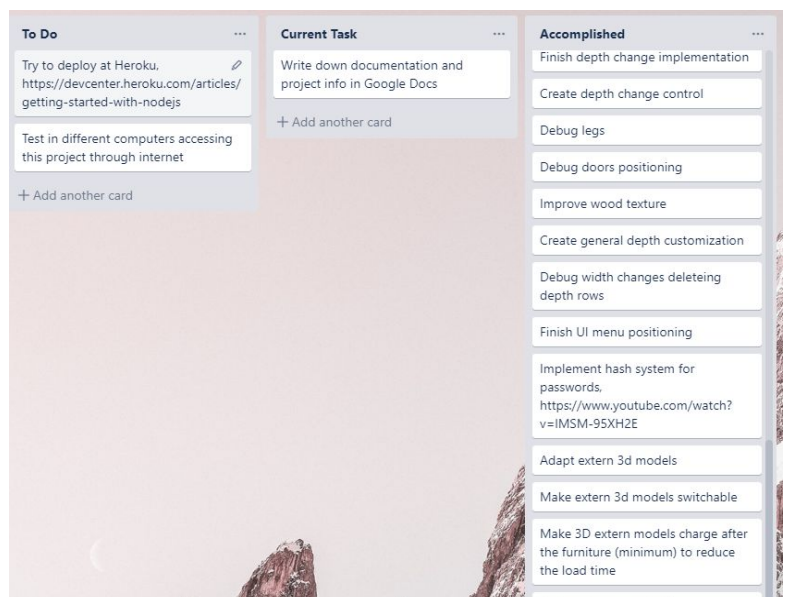 To Do
Try to deploy at Heroku,
https://devcenter.heroku.com/articles/
getting-started-with-nodejs
Test in different computers accessing
this project through internet
+ Add another card
Current Task
Write down documentation and
project info in Google Docs
+ Add another card
Accomplished
Finish depth change implementation
Create depth change control
Debug legs
Debug doors positioning
Improve wood texture
Create general depth customization
Debug width changes deleteing
depth rows
Finish UI menu positioning
Implement hash system for
passwords,
https://www.youtube.com/watch?
v=IMSM-95XH2E
Adapt extern 3d models
Make extern 3d models switchable
Make 3D extern models charge after
the furniture (minimum) to reduce
the load time